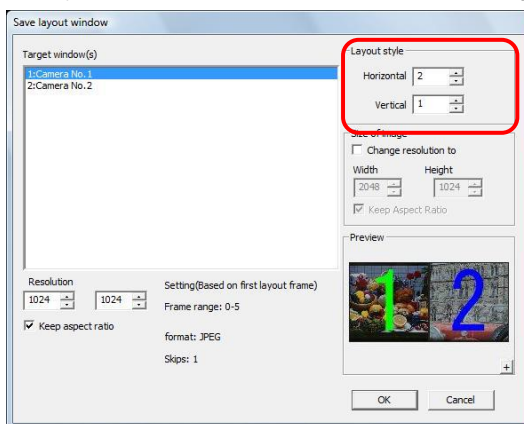 Save layout window
Target window(s)
1:Camera No.1
2:Camera No.2
Layout style
Horizontal 2
Vertical 1
Size of image
Change resolution to
Width Height
2048 1024
Keep Aspect Ratio
Preview
1 2
+
Resolution
1024 1024
Keep aspect ratio
Setting(Based on first layout frame)
Frame range: 0-5
format: JPEG
Skips: 1
OK Cancel